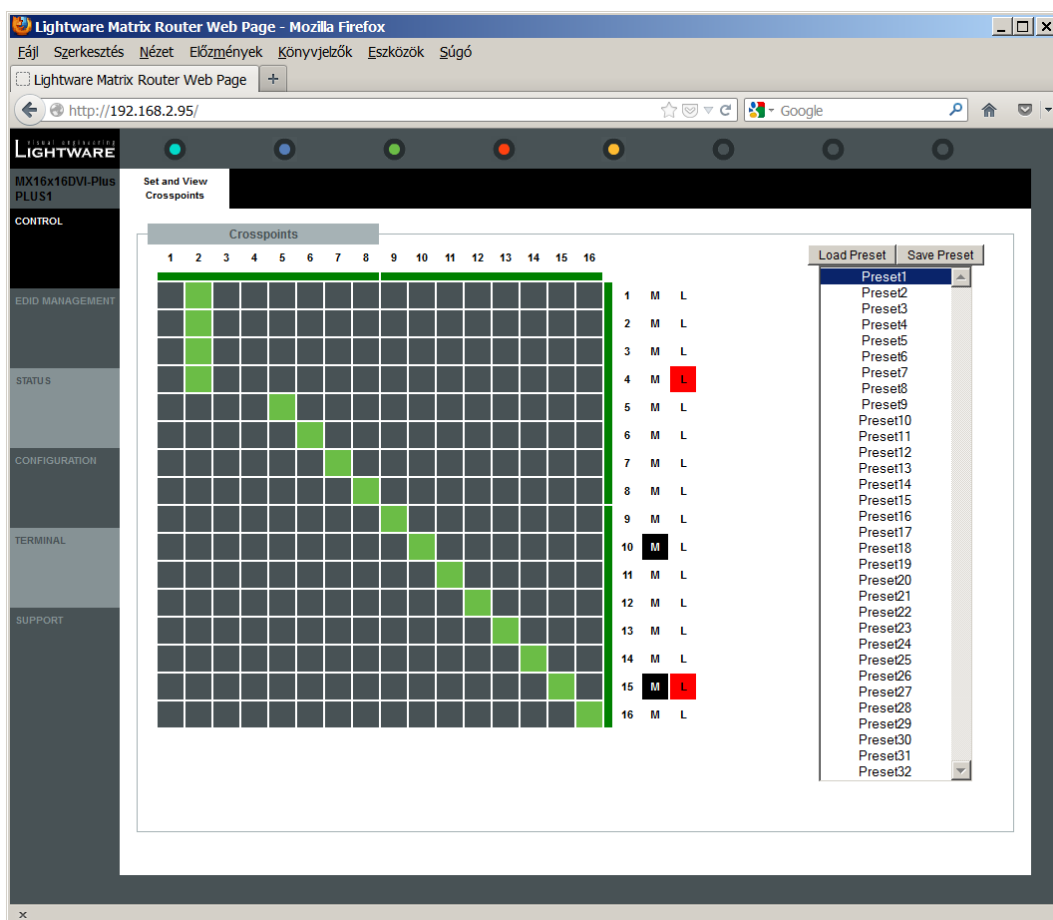 Lightware Matrix Router Web Page - Mozilla Firefox
Fájl Szerkesztés Nézet Előzmények Könyvjelzők Eszközök Súgó
Lightware Matrix Router Web Page +
http://192.168.2.95/ Google
visual engineering
LIGHTWARE
MX16x16DVI-Plus
PLUS1
Set and View
Crosspoints
CONTROL
EDID MANAGEMENT
STATUS
CONFIGURATION
TERMINAL
SUPPORT
Crosspoints
1 2 3 4 5 6 7 8 9 10 11 12 13 14 15 16
1 M L
2 M L
3 M L
4 M L
5 M L
6 M L
7 M L
8 M L
9 M L
10 M L
11 M L
12 M L
13 M L
14 M L
15 M L
16 M L
Load Preset Save Preset
Preset1
Preset2
Preset3
Preset4
Preset5
Preset6
Preset7
Preset8
Preset9
Preset10
Preset11
Preset12
Preset13
Preset14
Preset15
Preset16
Preset17
Preset18
Preset19
Preset20
Preset21
Preset22
Preset23
Preset24
Preset25
Preset26
Preset27
Preset28
Preset29
Preset30
Preset31
Preset32
x